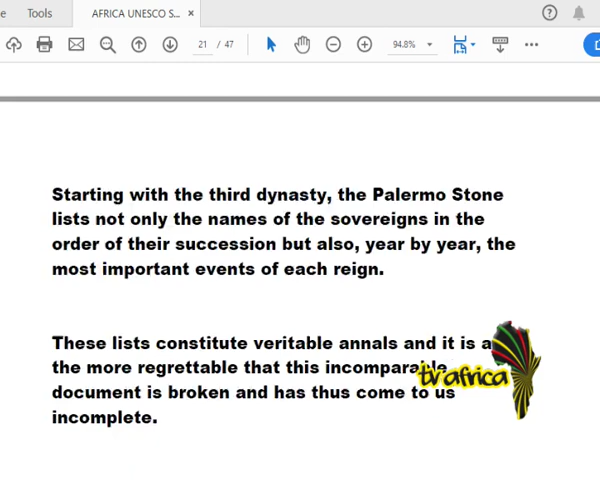 Tools
AFRICA UNESCO S... ×
21 / 47
94.8%
Starting with the third dynasty, the Palermo Stone
lists not only the names of the sovereigns in the
order of their succession but also, year by year, the
most important events of each reign.
These lists constitute veritable annals and it is a
the more regrettable that this incomparable
document is broken and has thus come to us
incomplete.
tv africa